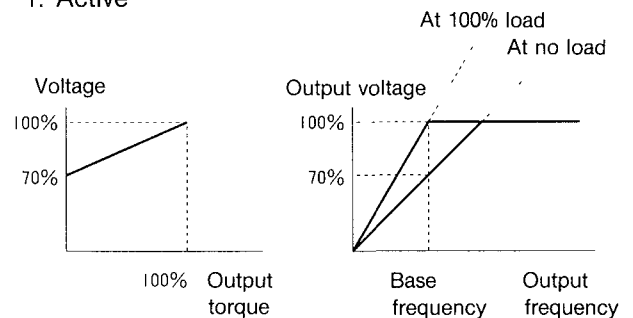 1. Active
At 100% load
At no load
Voltage
Output voltage
100%
70%
100%
70%
100% Output
torque
Base
frequency
Output
frequency